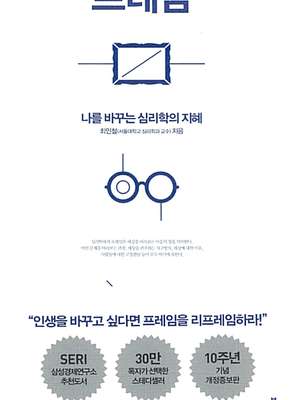 프레임
나를 바꾸는 심리학의 지혜
최인철(서울대학교 심리학과 교수) 지음
“인생을 바꾸고 싶다면 프레임을 리프레임하라!”
SERI
삼성경제연구소
추천도서
30만
독자가 선택한
스테디셀러
10주년
기념
개정증보판